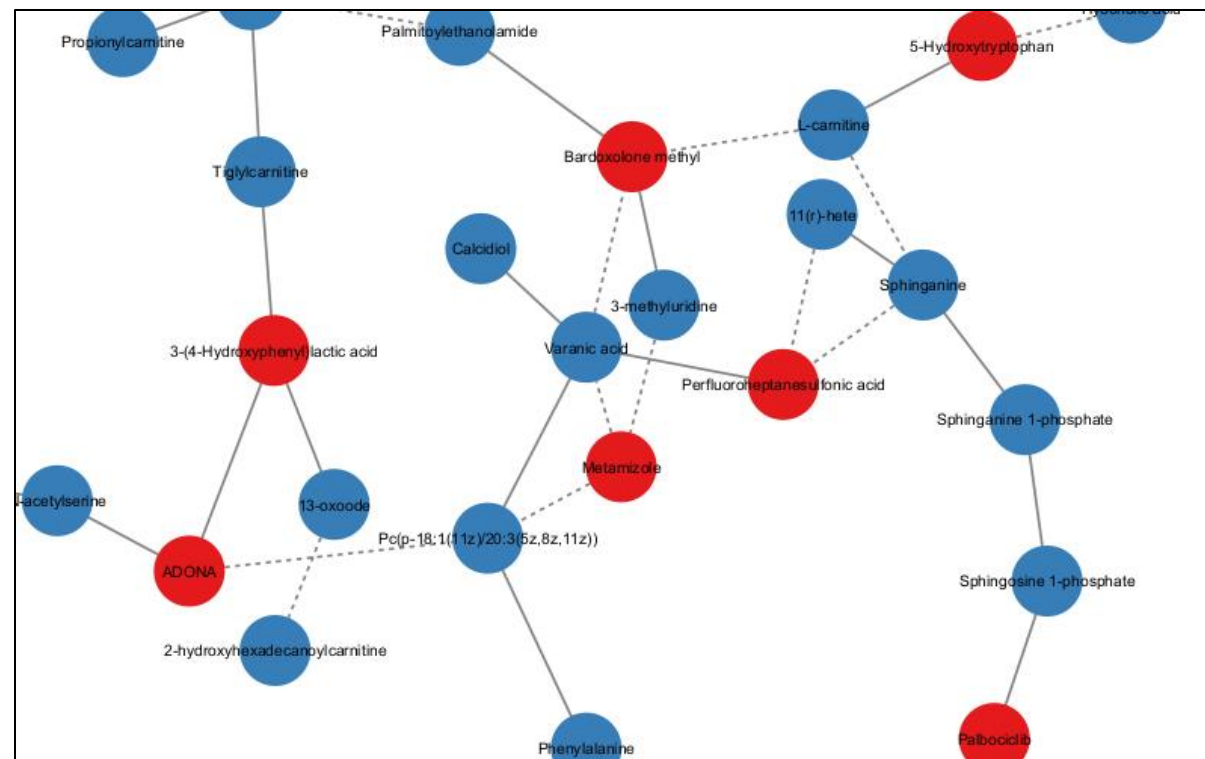 Propionylcarnitine
Palmitoylethanolamide
5-Hydroxytryptophan
L-carnitine
Bardoxolone methyl
Tiglylcarnitine
11(r)-hete
Calcidiol
Sphinganine
3-methyluridine
Varanic acid
3-(4-Hydroxyphenyl)lactic acid
Perfluoroheptanesulfonic acid
Sphinganine 1-phosphate
Metamizole
-acetylserine
13-oxoode
Pc(p-18:1(11z)/20:3(5z,8z,11z))
ADONA
Sphingosine 1-phosphate
2-hydroxyhexadecanoylcarnitine
Palbociclib
Phenylalanine